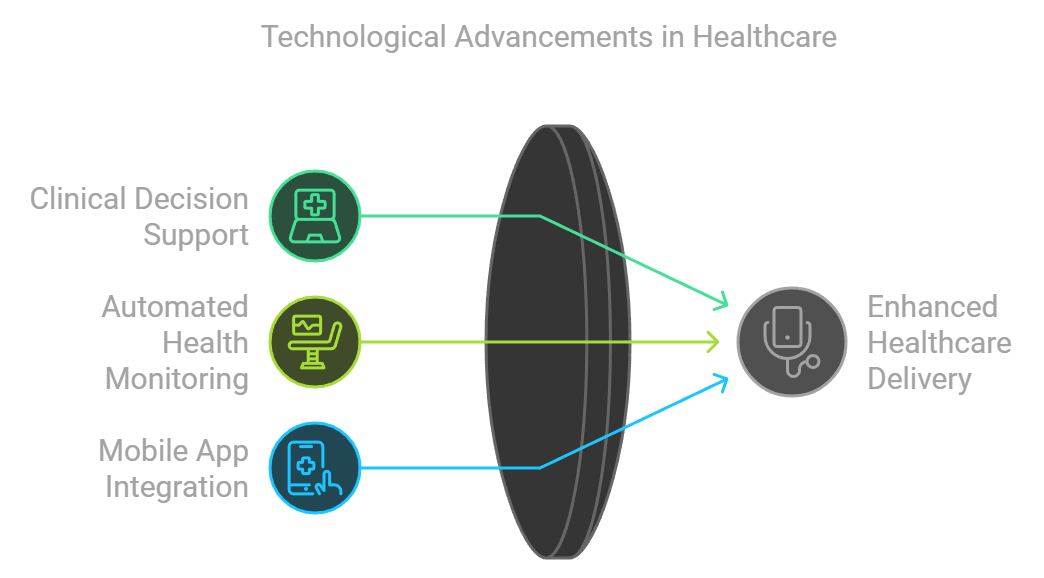 Technological Advancements in Healthcare
Clinical Decision
Support
Automated
Health
Monitoring
Mobile App
Integration
Enhanced
Healthcare
Delivery